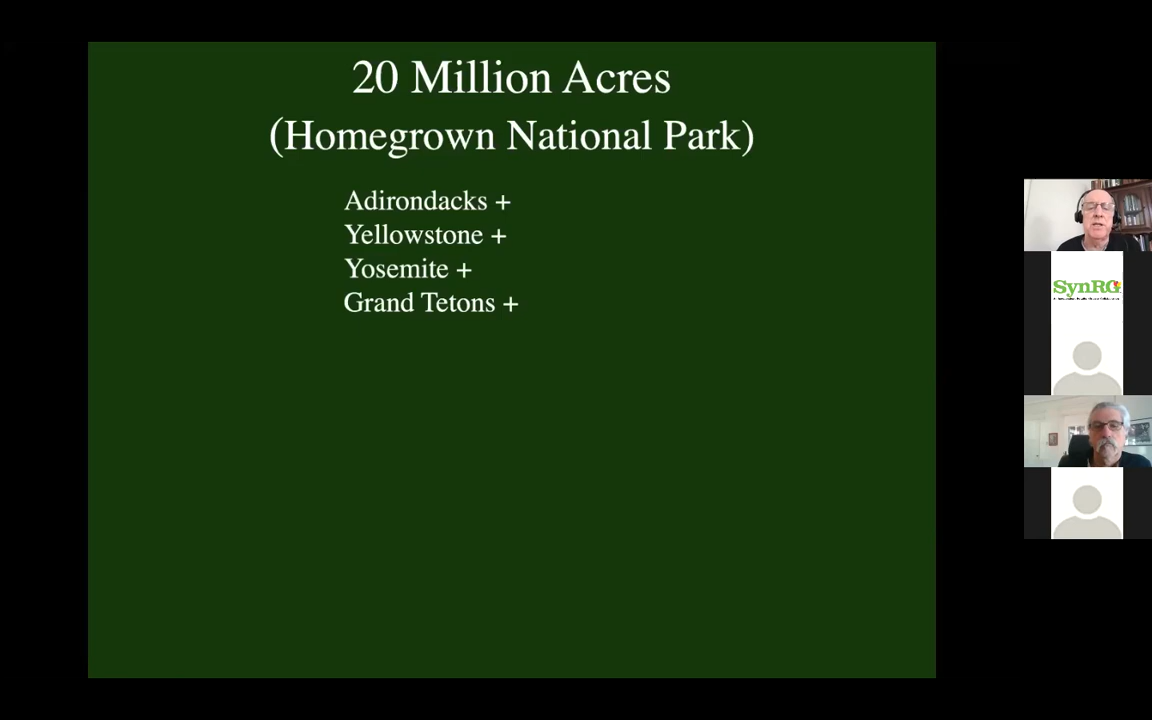 20 Million Acres
(Homegrown National Park)
Adirondacks +
Yellowstone +
Yosemite +
Grand Tetons +
SynRG